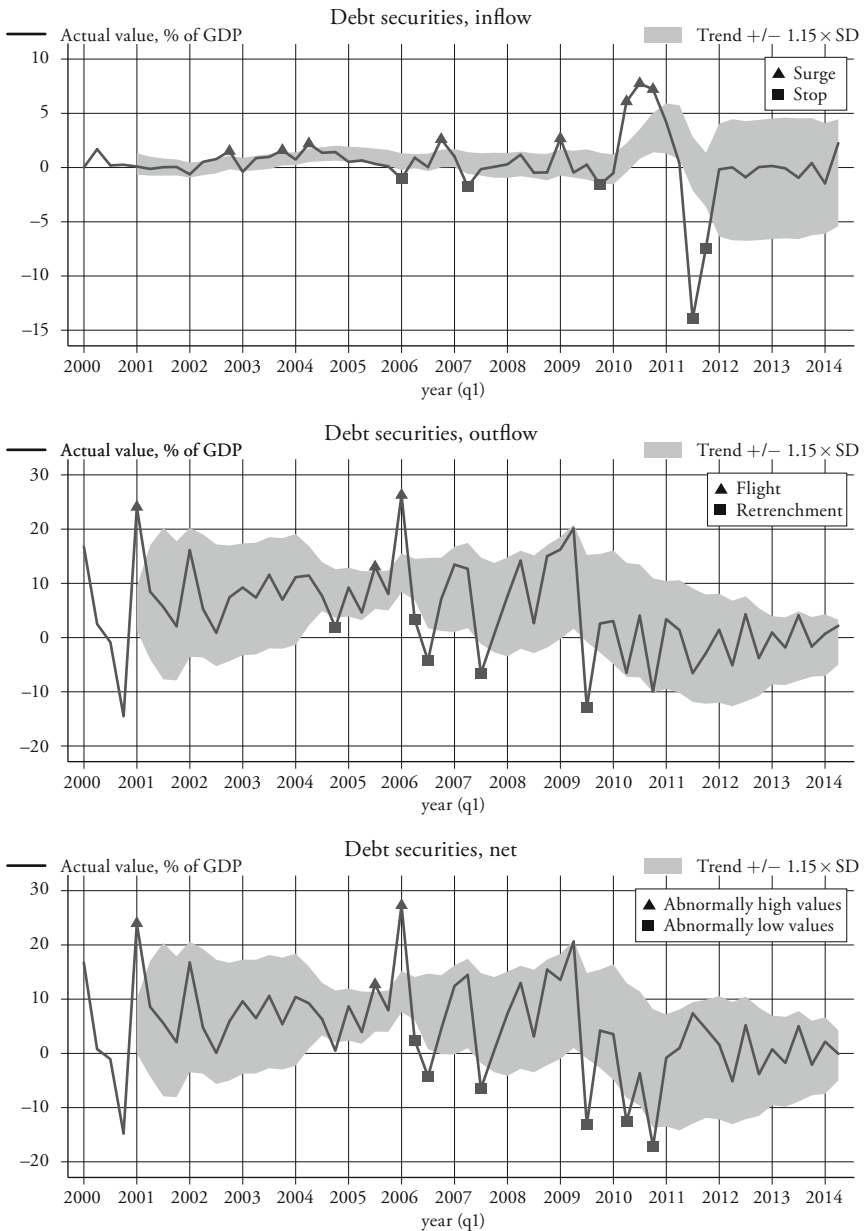 Debt securities, inflow
Actual value, % of GDP
Trend +/− 1.15 × SD
Surge
Stop
10
5
0
−5
−10
−15
2000 2001 2002 2003 2004 2005 2006 2007 2008 2009 2010 2011 2012 2013 2014
year (q1)
Debt securities, outflow
Actual value, % of GDP
Trend +/− 1.15 × SD
Flight
Retrenchment
30
20
10
0
−10
−20
2000 2001 2002 2003 2004 2005 2006 2007 2008 2009 2010 2011 2012 2013 2014
year (q1)
Debt securities, net
Actual value, % of GDP
Trend +/− 1.15 × SD
Abnormally high values
Abnormally low values
30
20
10
0
−10
−20
2000 2001 2002 2003 2004 2005 2006 2007 2008 2009 2010 2011 2012 2013 2014
year (q1)